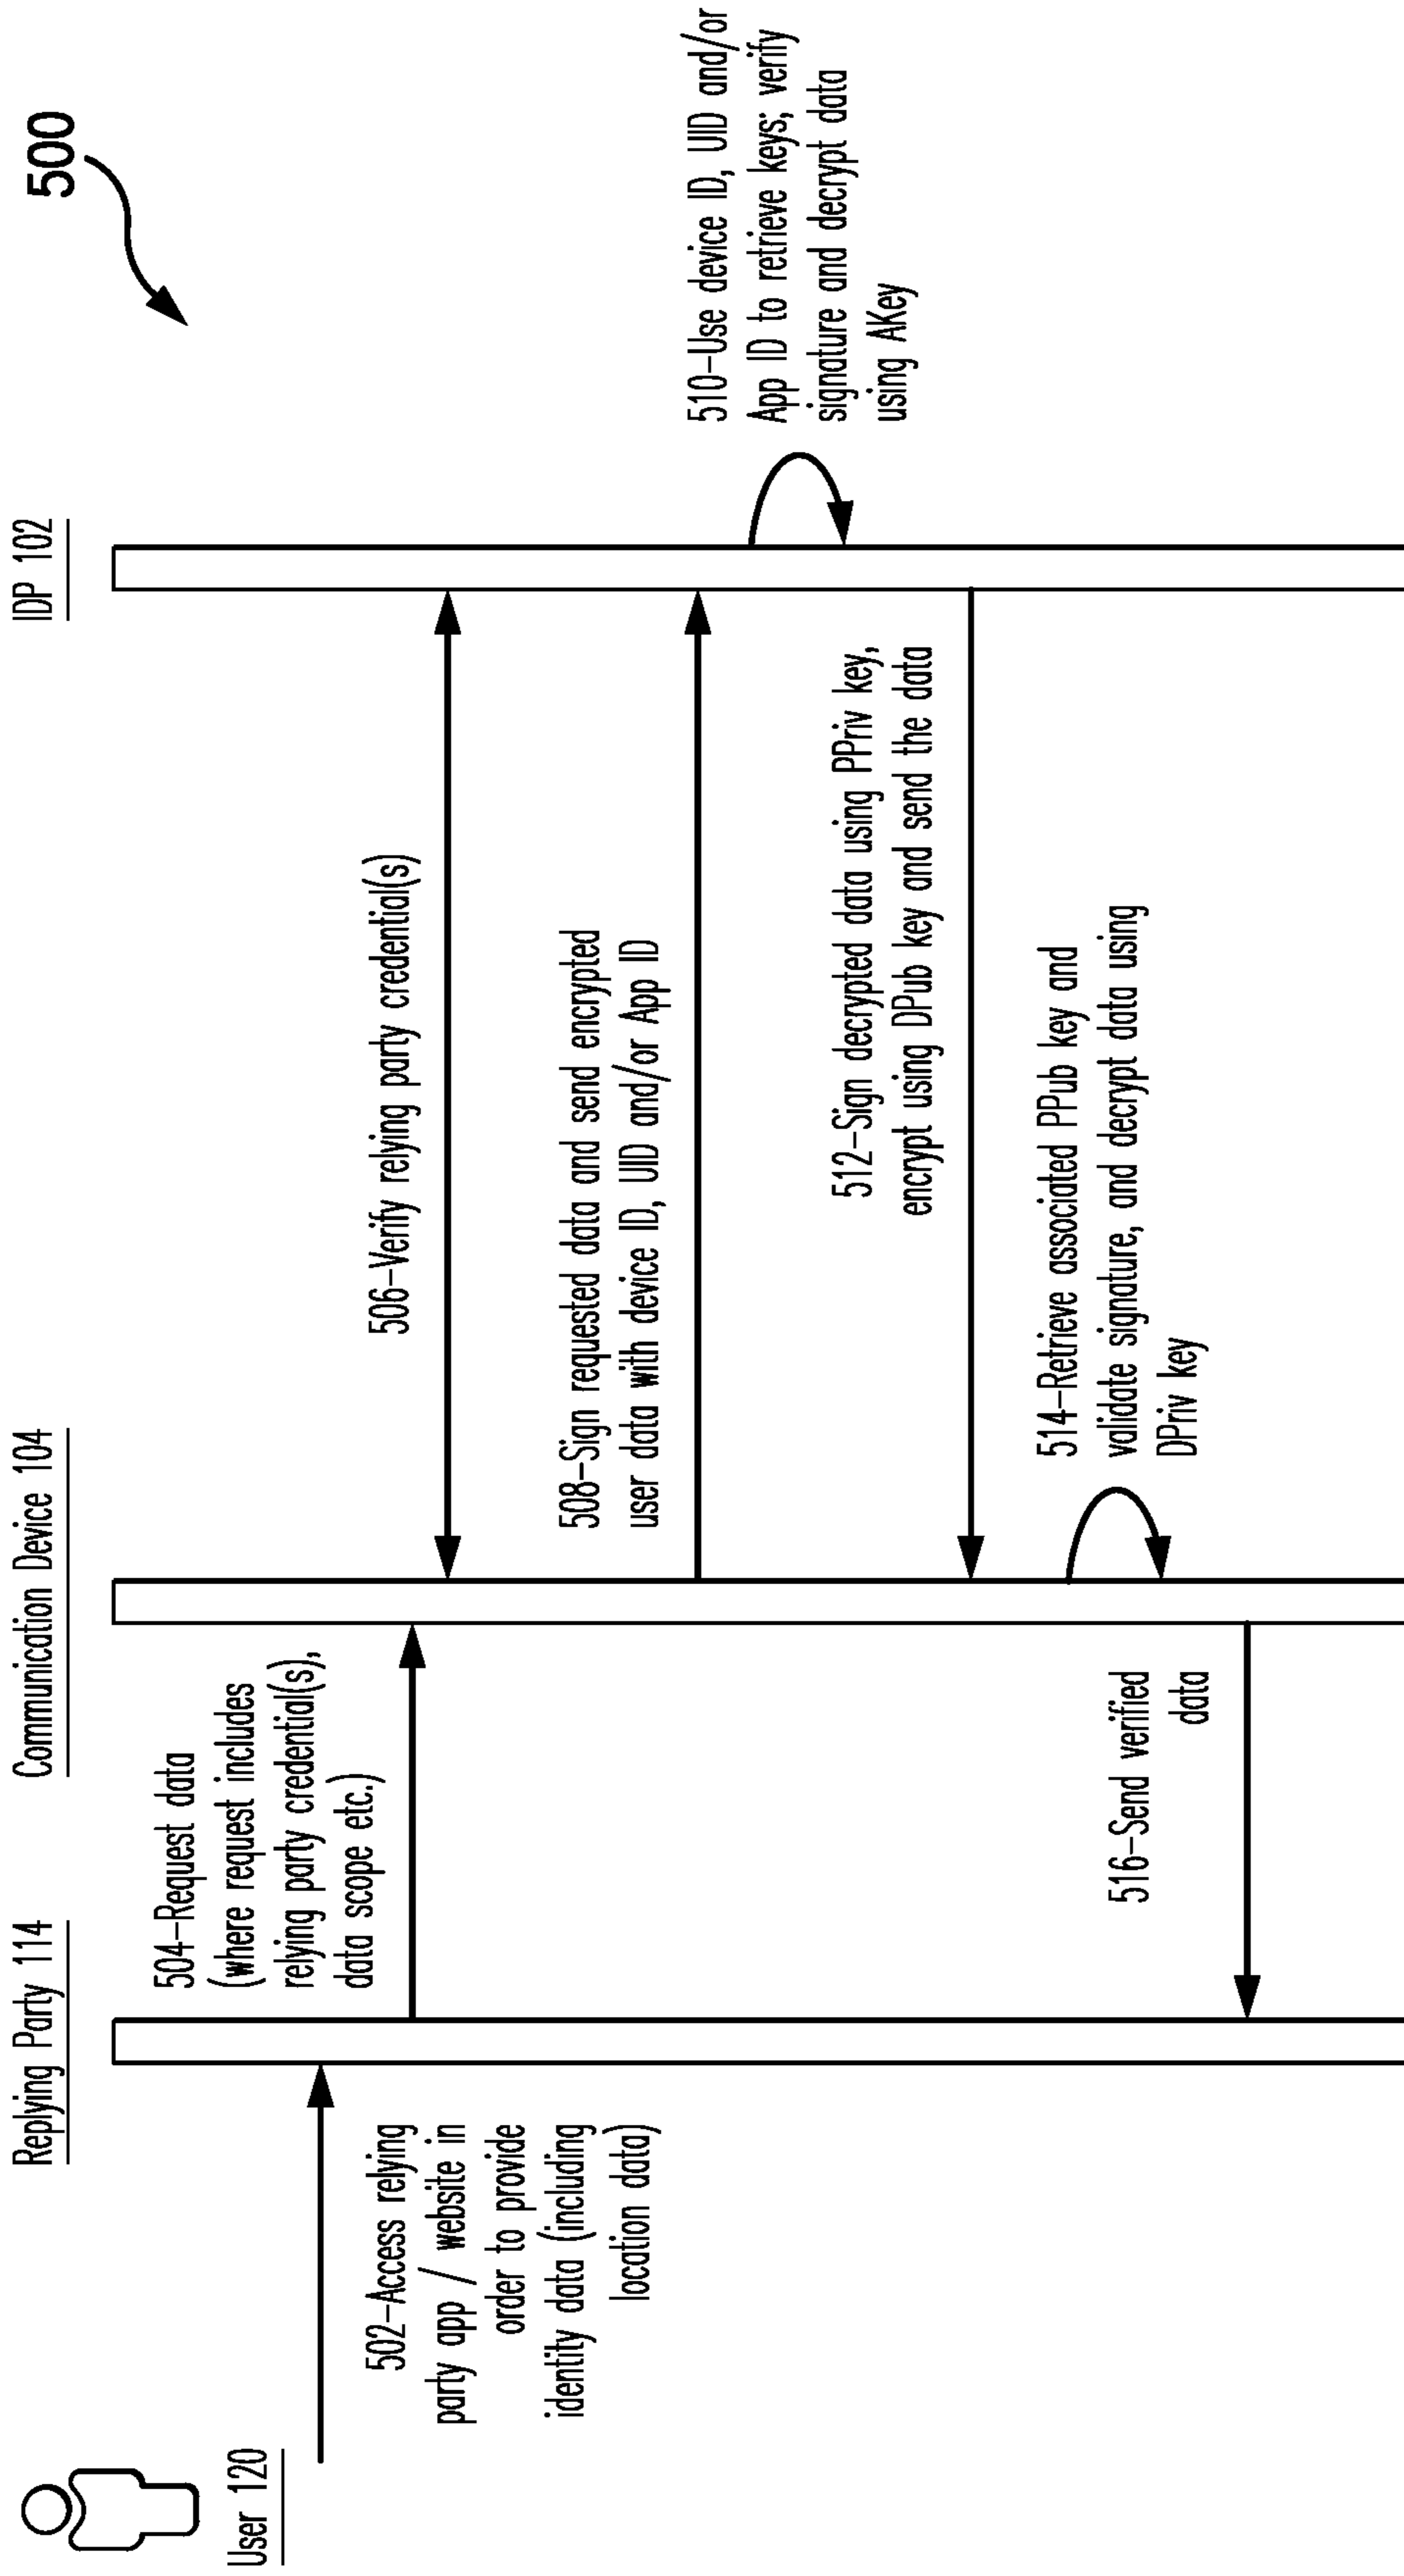 500
User 120
Replying Party 114
Communication Device 104
IDP 102
502-Access relying
party app / website in
order to provide
identity data (including
location data)
504-Request data
(where request includes
relying party credential(s),
data scope etc.)
506-Verify relying party credential(s)
508-Sign requested data and send encrypted
user data with device ID, UID and/or App ID
510-Use device ID, UID and/or
App ID to retrieve keys; verify
signature and decrypt data
using AKey
512-Sign decrypted data using PPriv key,
encrypt using DPub key and send the data
514-Retrieve associated PPub key and
validate signature, and decrypt data using
DPriv key
516-Send verified
data